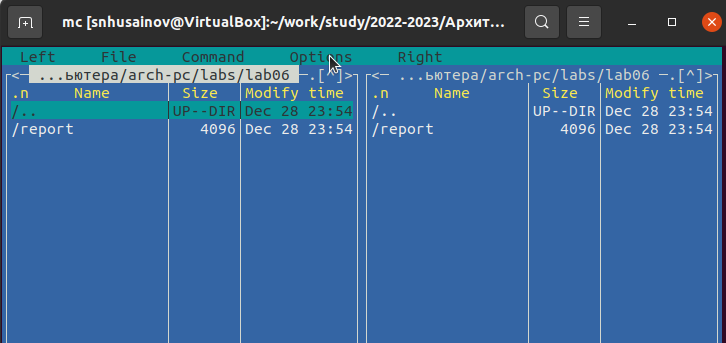 mc [snhusainov@VirtualBox]:~/work/study/2022-2023/Архит...
Left File Command Options Right
<─ ...ьютера/arch-pc/labs/lab06 ─.[^]> <─ ...ьютера/arch-pc/labs/lab06 ─.[^]>
.n Name Size Modify time .n Name Size Modify time
/.. UP--DIR Dec 28 23:54 /.. UP--DIR Dec 28 23:54
/report 4096 Dec 28 23:54 /report 4096 Dec 28 23:54